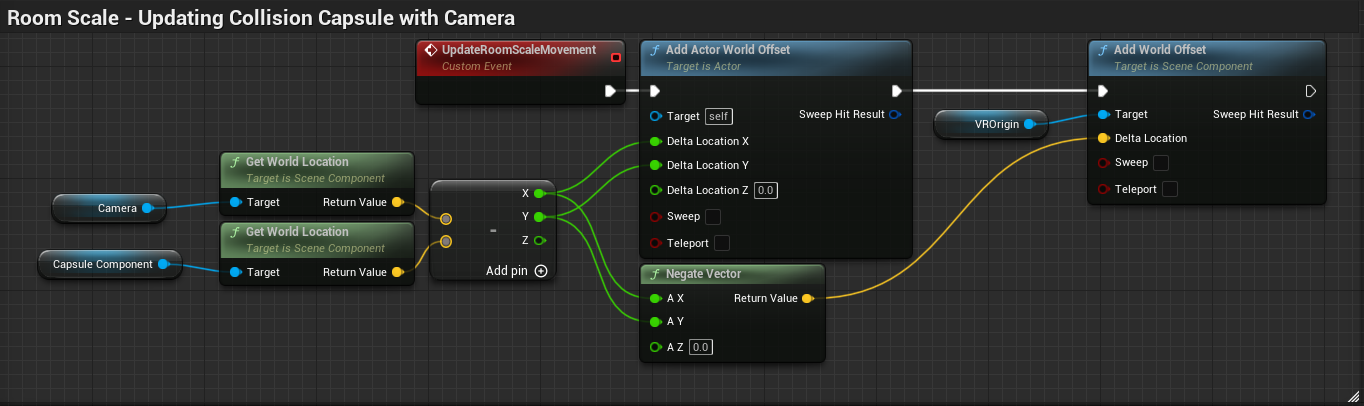 Room Scale - Updating Collision Capsule with Camera
UpdateRoomScaleMovement
Custom Event
Add Actor World Offset
Target is Actor
Target self
Sweep Hit Result
Delta Location X
Delta Location Y
Delta Location Z 0.0
Sweep
Teleport
Add World Offset
Target is Scene Component
Target
Sweep Hit Result
Delta Location
Sweep
Teleport
VROrigin
Get World Location
Target is Scene Component
Target Return Value
Camera
Get World Location
Target is Scene Component
Target Return Value
Capsule Component
X
Y
-
Z
Add pin
Negate Vector
A X Return Value
A Y
A Z 0.0